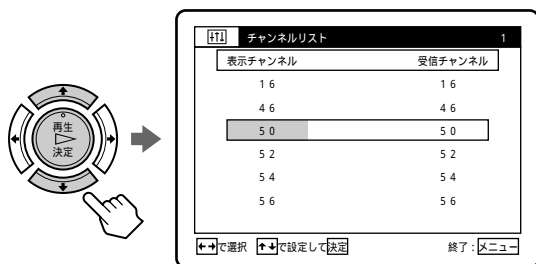 チャンネルリスト 1
表示チャンネル 受信チャンネル
16 16
46 46
50 50
52 52
54 54
56 56
←→で選択 ↑↓で設定して決定 終了:メニュー
再生
決定